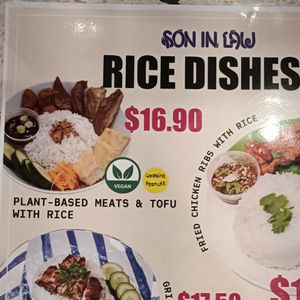 SON IN LAW
RICE DISHES
$16.90
VEGAN
Contains
Peanuts
PLANT-BASED MEATS & TOFU
WITH RICE
FRIED CHICKEN RIBS WITH RICE